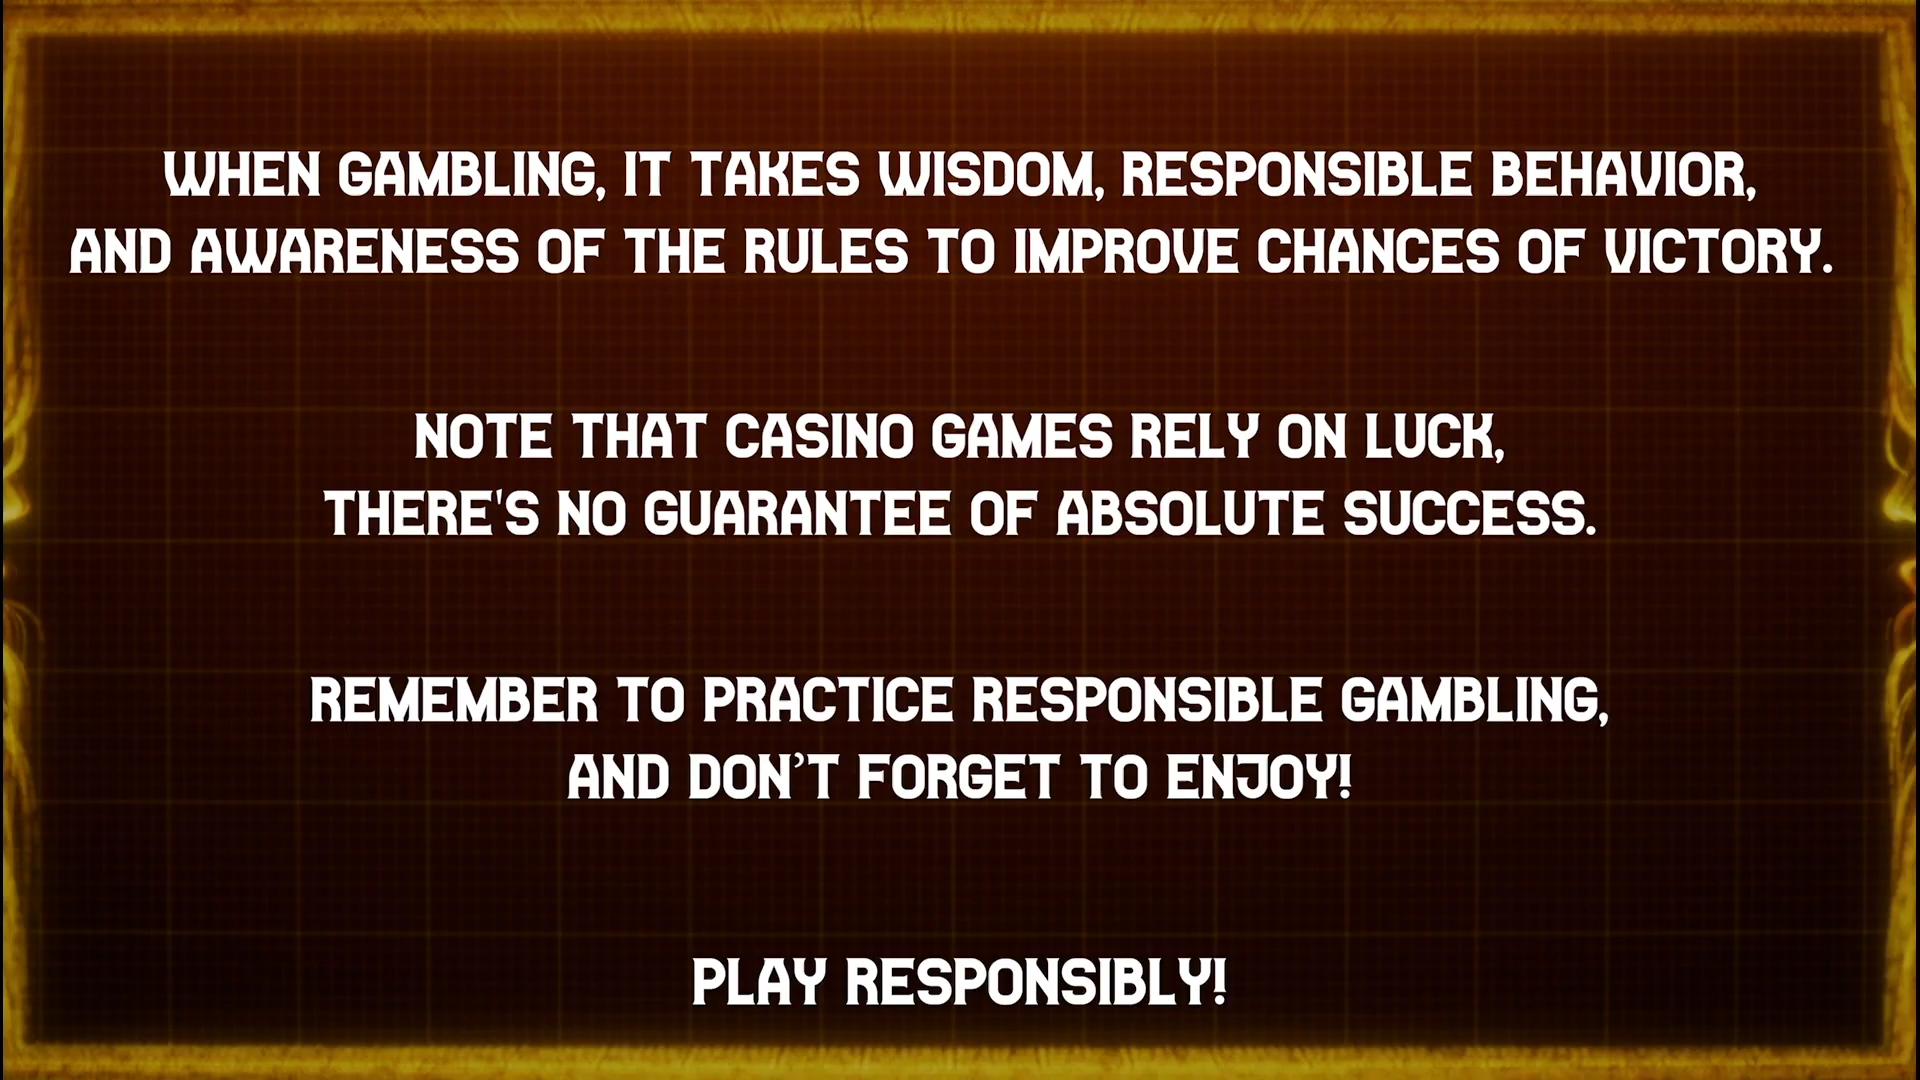 WHEN GAMBLING, IT TAKES WISDOM, RESPONSIBLE BEHAVIOR,
AND AWARENESS OF THE RULES TO IMPROVE CHANCES OF VICTORY.
NOTE THAT CASINO GAMES RELY ON LUCK,
THERE'S NO GUARANTEE OF ABSOLUTE SUCCESS.
REMEMBER TO PRACTICE RESPONSIBLE GAMBLING,
AND DON’T FORGET TO ENJOY!
PLAY RESPONSIBLY!